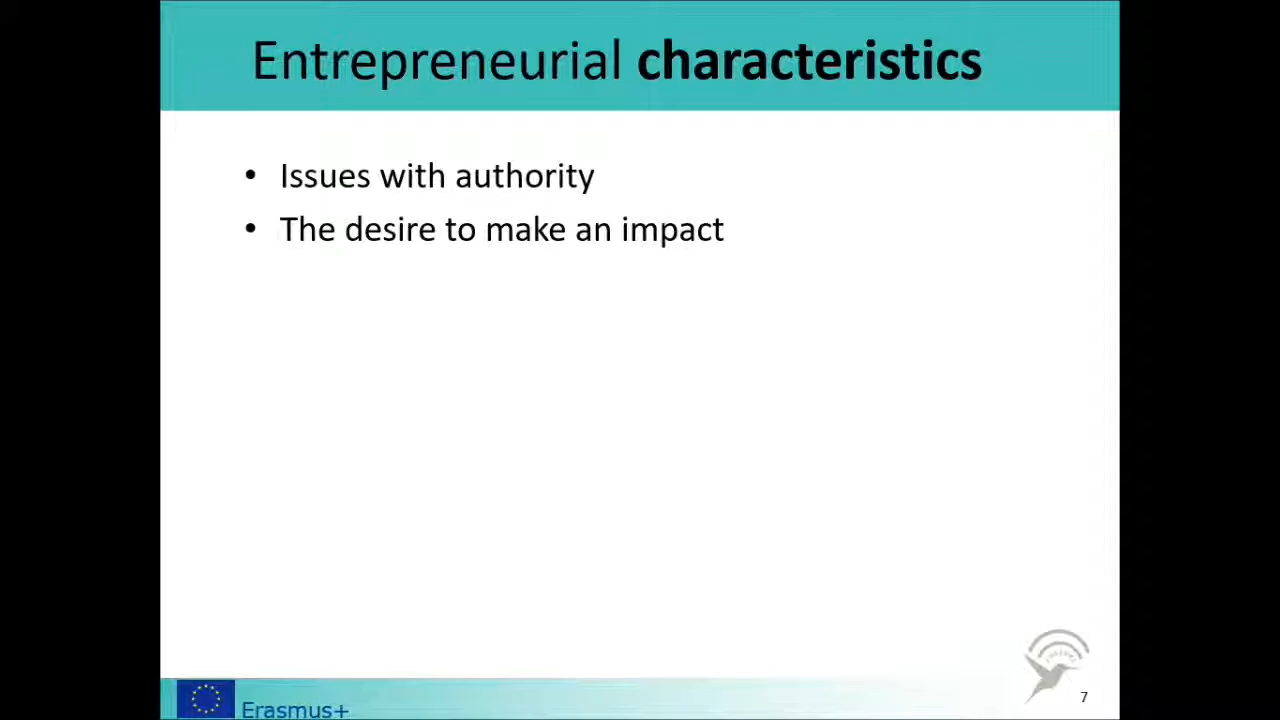 Entrepreneurial characteristics
• Issues with authority
• The desire to make an impact
Erasmus+
7